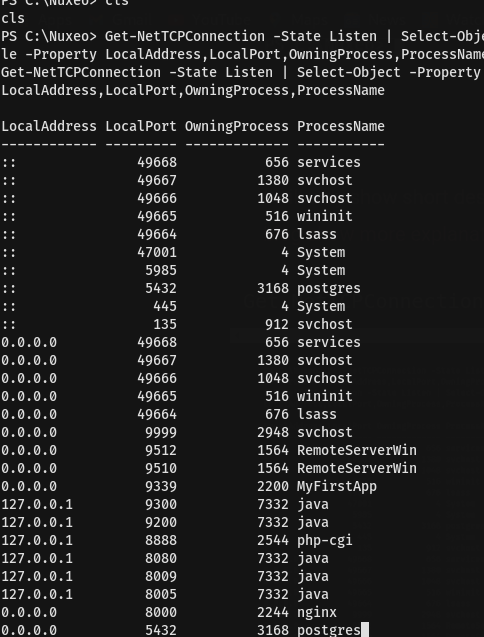 PS C:\Nuxeo> cls
cls
PS C:\Nuxeo> Get-NetTCPConnection -State Listen | Select-Obje
le -Property LocalAddress,LocalPort,OwningProcess,ProcessName
Get-NetTCPConnection -State Listen | Select-Object -Property
LocalAddress,LocalPort,OwningProcess,ProcessName
LocalAddress LocalPort OwningProcess ProcessName
------------ --------- ------------- -----------
:: 49668 656 services
:: 49667 1380 svchost
:: 49666 1048 svchost
:: 49665 516 wininit
:: 49664 676 lsass
:: 47001 4 System
:: 5985 4 System
:: 5432 3168 postgres
:: 445 4 System
:: 135 912 svchost
0.0.0.0 49668 656 services
0.0.0.0 49667 1380 svchost
0.0.0.0 49666 1048 svchost
0.0.0.0 49665 516 wininit
0.0.0.0 49664 676 lsass
0.0.0.0 9999 2948 svchost
0.0.0.0 9512 1564 RemoteServerWin
0.0.0.0 9510 1564 RemoteServerWin
0.0.0.0 9339 2200 MyFirstApp
127.0.0.1 9300 7332 java
127.0.0.1 9200 7332 java
127.0.0.1 8888 2544 php-cgi
127.0.0.1 8080 7332 java
127.0.0.1 8009 7332 java
127.0.0.1 8005 7332 java
0.0.0.0 8000 2244 nginx
0.0.0.0 5432 3168 postgres